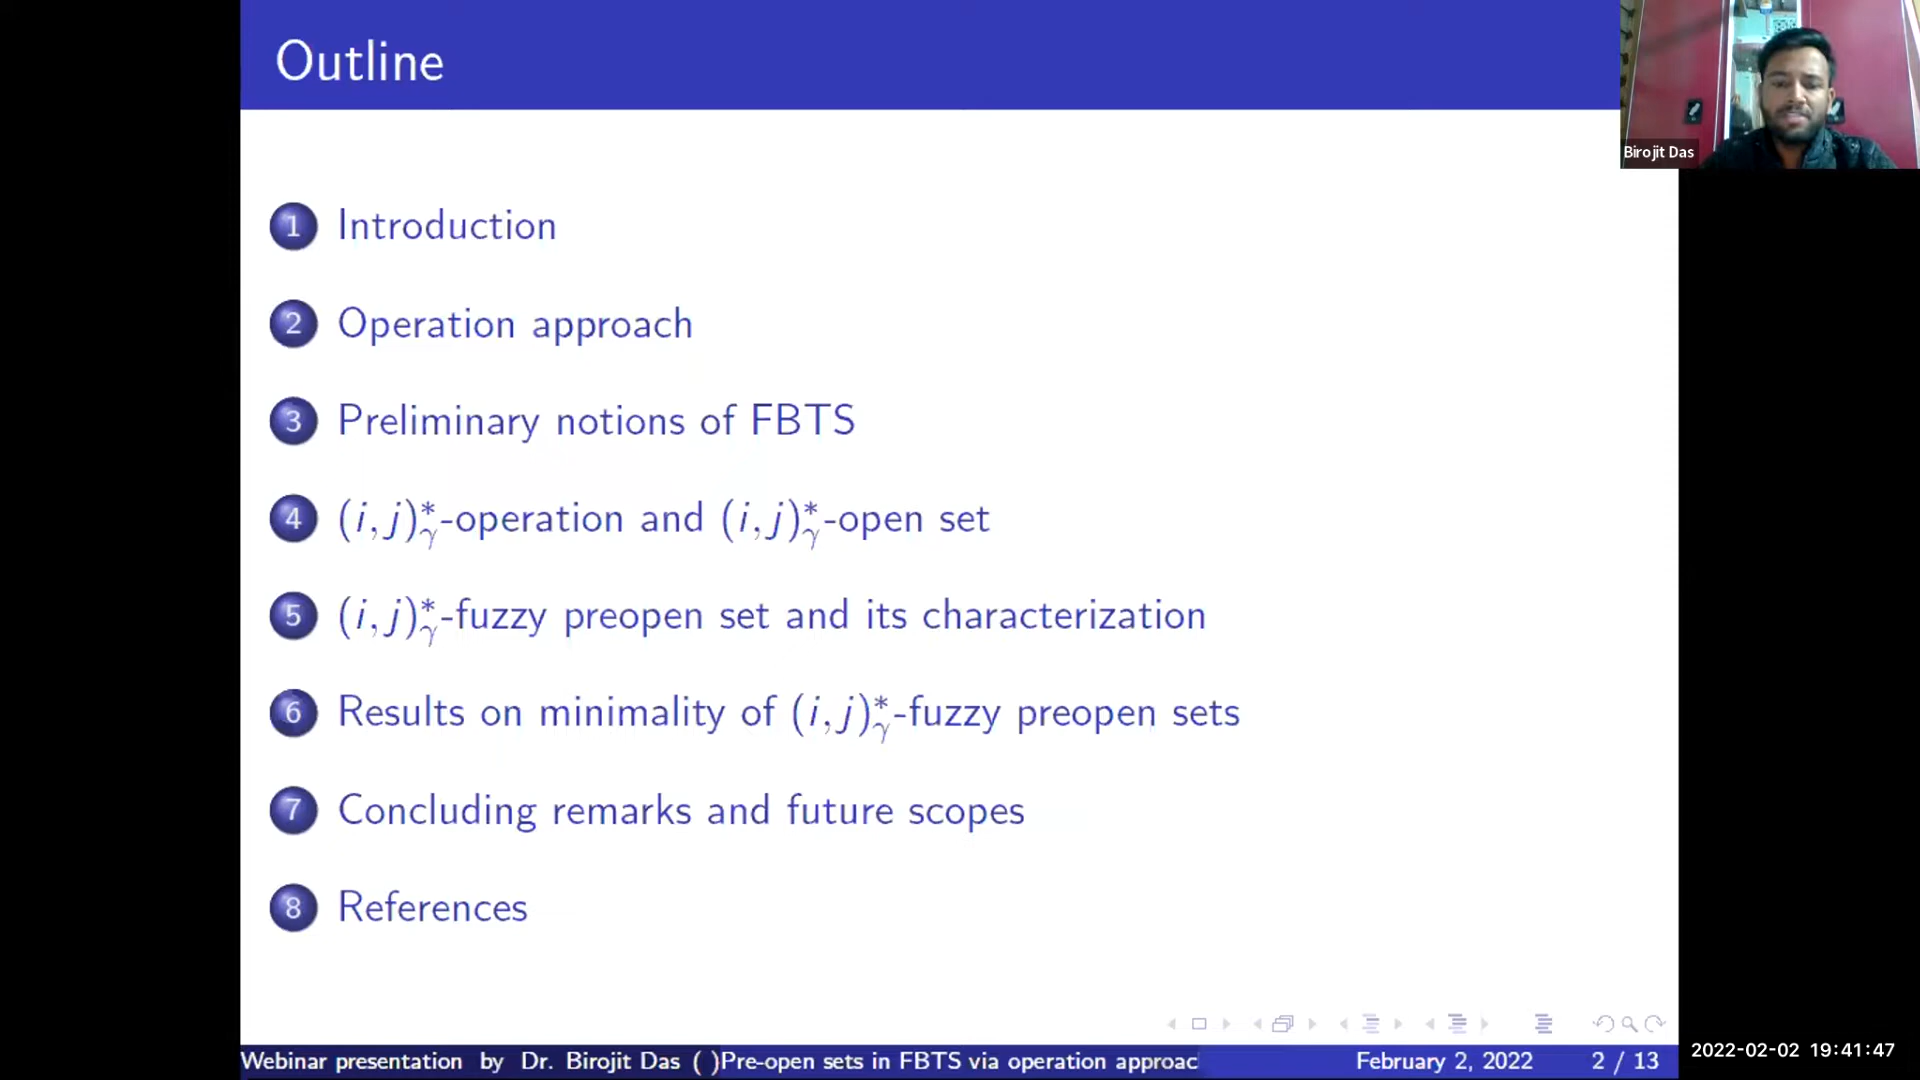 Outline
Birojit Das
1 Introduction
2 Operation approach
3 Preliminary notions of FBTS
4 (i, j)*γ-operation and (i, j)*γ-open set
5 (i, j)*γ-fuzzy preopen set and its characterization
6 Results on minimality of (i, j)*γ-fuzzy preopen sets
7 Concluding remarks and future scopes
8 References
Webinar presentation by Dr. Birojit Das ( ) Pre-open sets in FBTS via operation approac February 2, 2022 2 / 13
2022-02-02 19:41:47